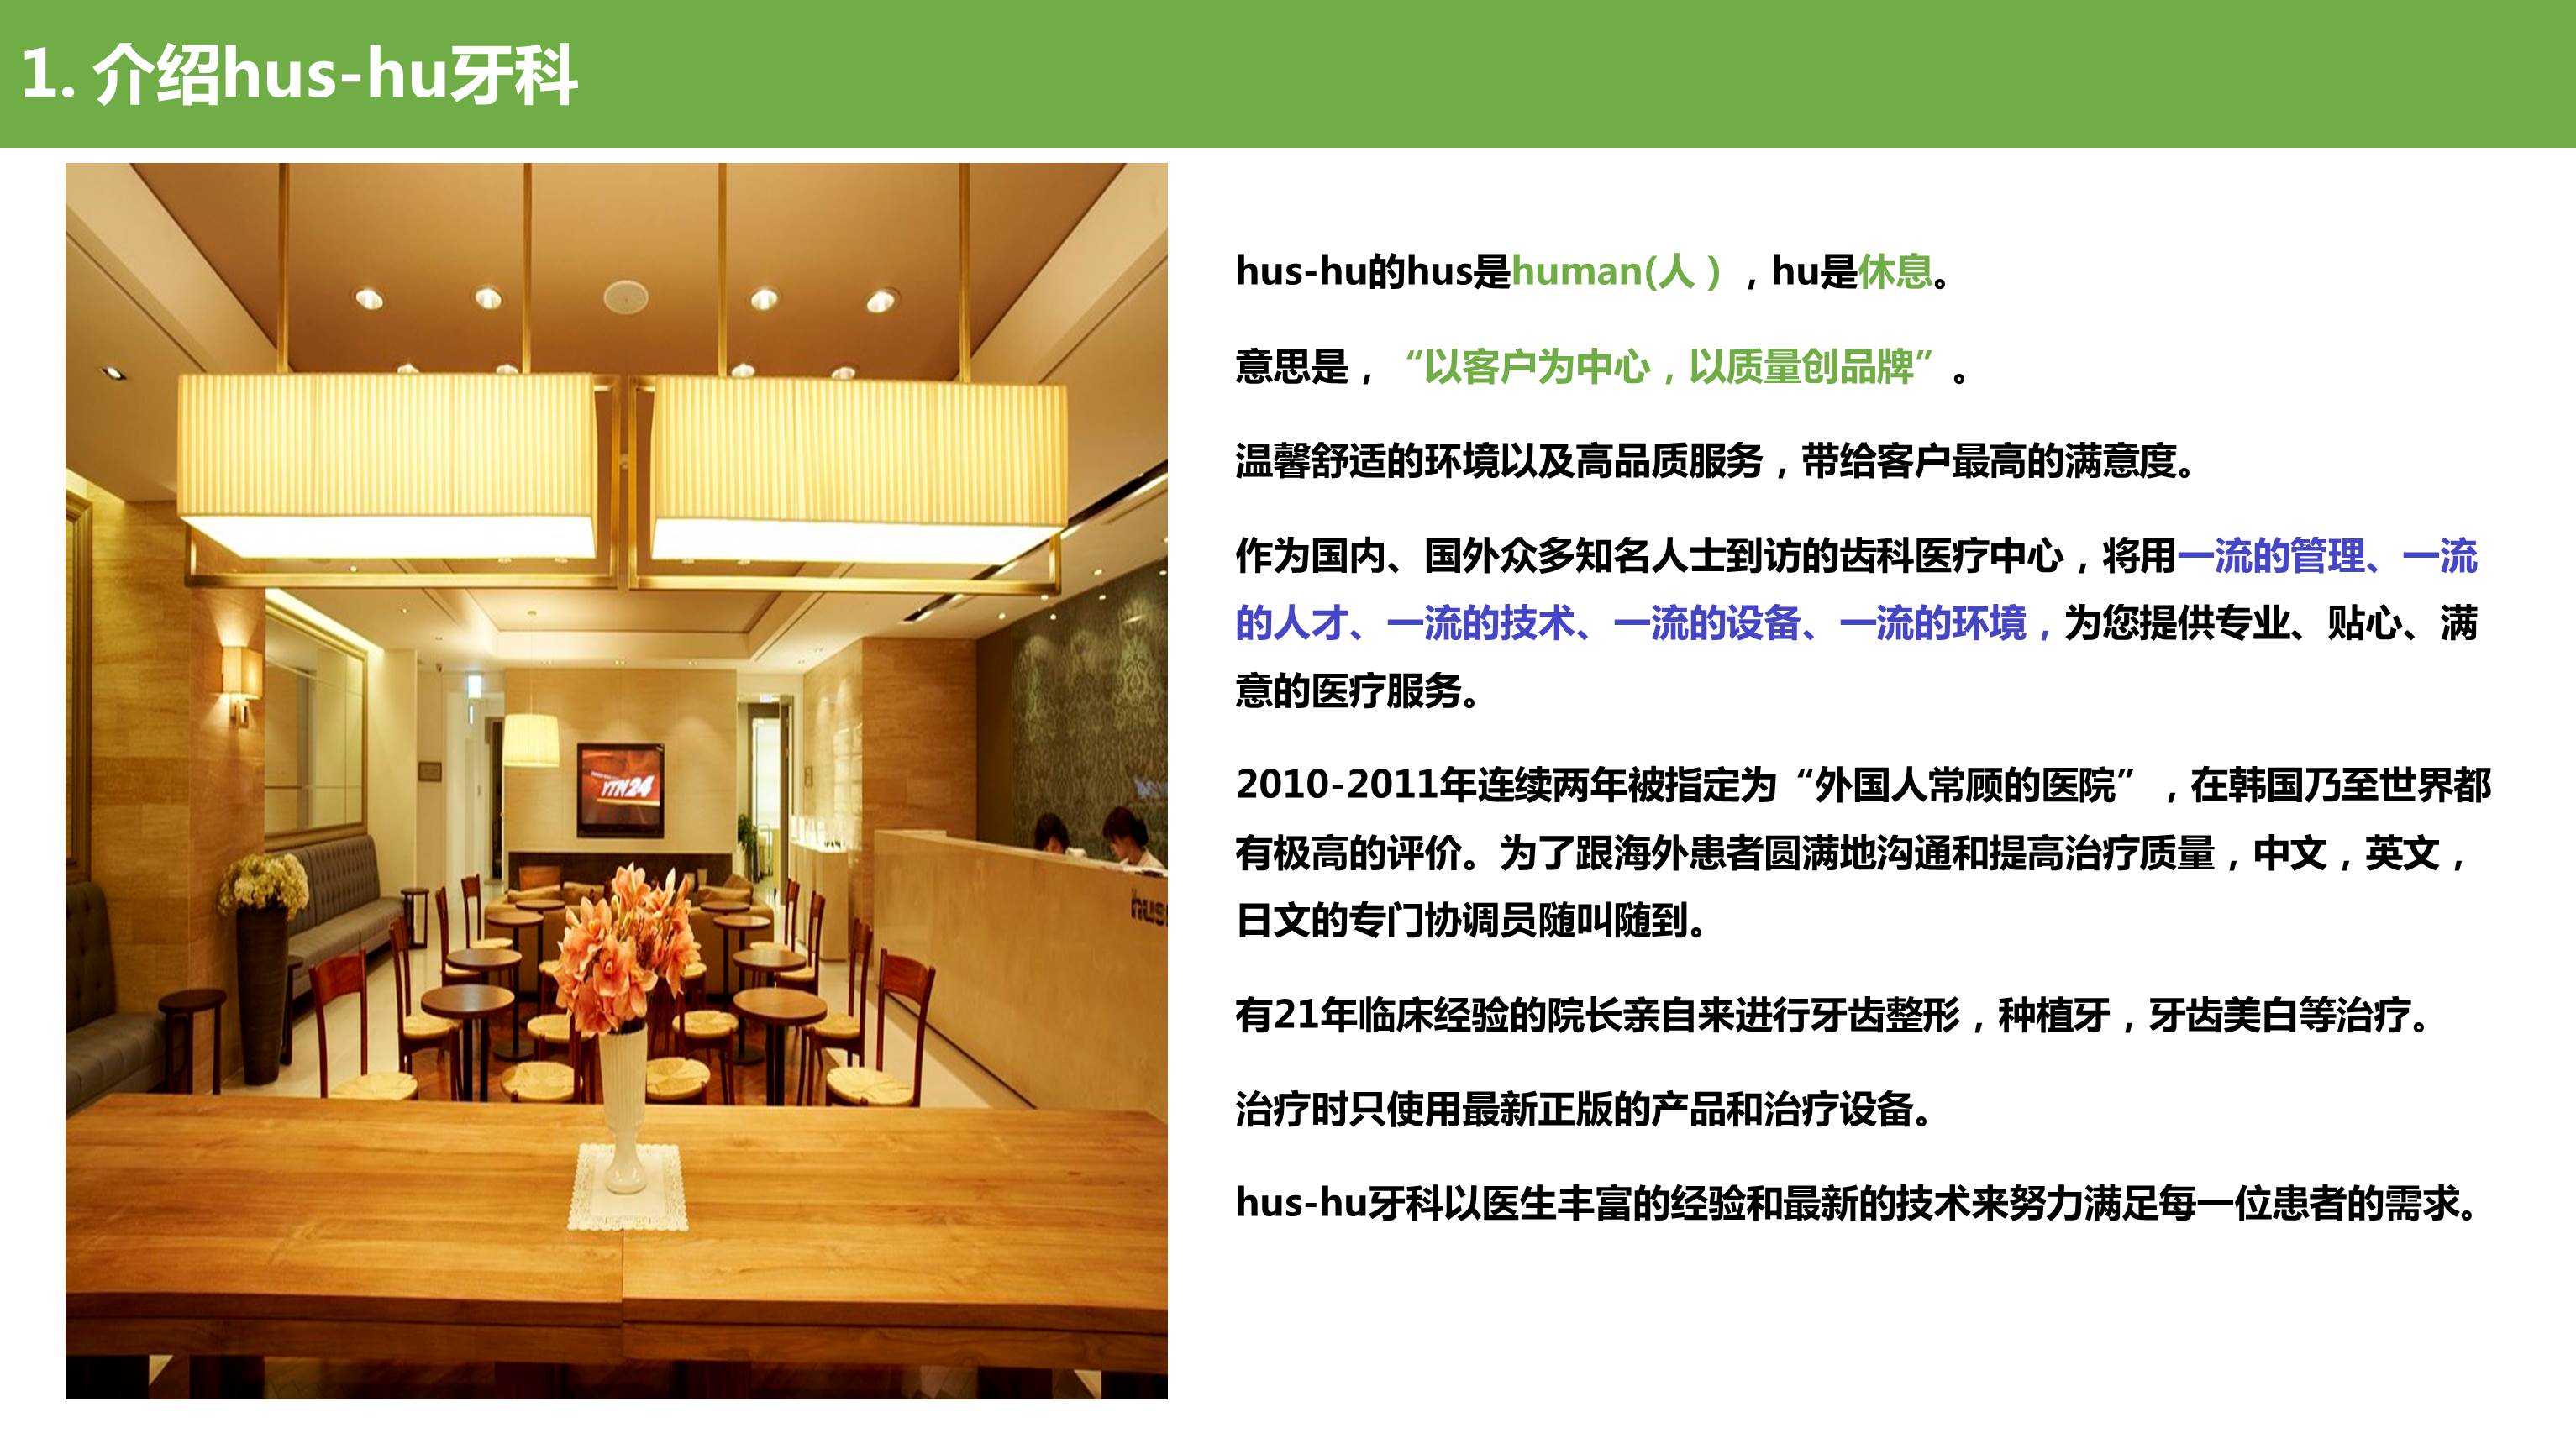 1. 介绍hus-hu牙科
hus-hu的hus是human(人），hu是休息。
意思是，“以客户为中心，以质量创品牌”。
温馨舒适的环境以及高品质服务，带给客户最高的满意度。
作为国内、国外众多知名人士到访的齿科医疗中心，将用一流的管理、一流
的人才、一流的技术、一流的设备、一流的环境，为您提供专业、贴心、满
意的医疗服务。
2010-2011年连续两年被指定为“外国人常顾的医院”，在韩国乃至世界都
有极高的评价。为了跟海外患者圆满地沟通和提高治疗质量，中文，英文，
日文的专门协调员随叫随到。
有21年临床经验的院长亲自来进行牙齿整形，种植牙，牙齿美白等治疗。
治疗时只使用最新正版的产品和治疗设备。
hus-hu牙科以医生丰富的经验和最新的技术来努力满足每一位患者的需求。
YTN24
hus